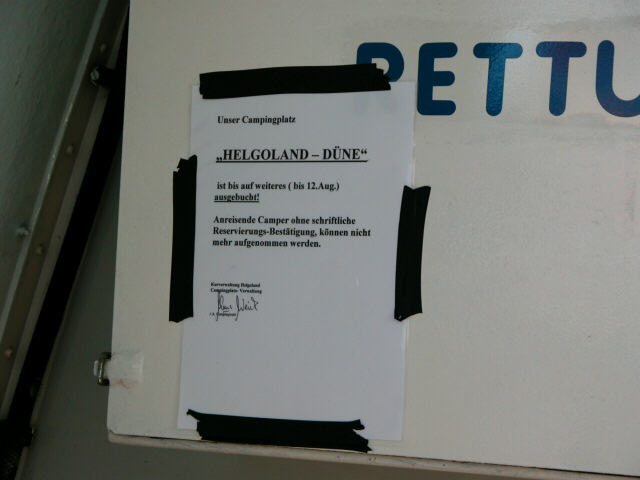 PETTU
Unser Campingplatz
„HELGOLAND – DÜNE“
ist bis auf weiteres ( bis 12.Aug.)
ausgebucht!
Anreisende Camper ohne schriftliche
Reservierungs-Bestätigung, können nicht
mehr aufgenommen werden.
Kurverwaltung Helgoland
Campingplatz- Verwaltung